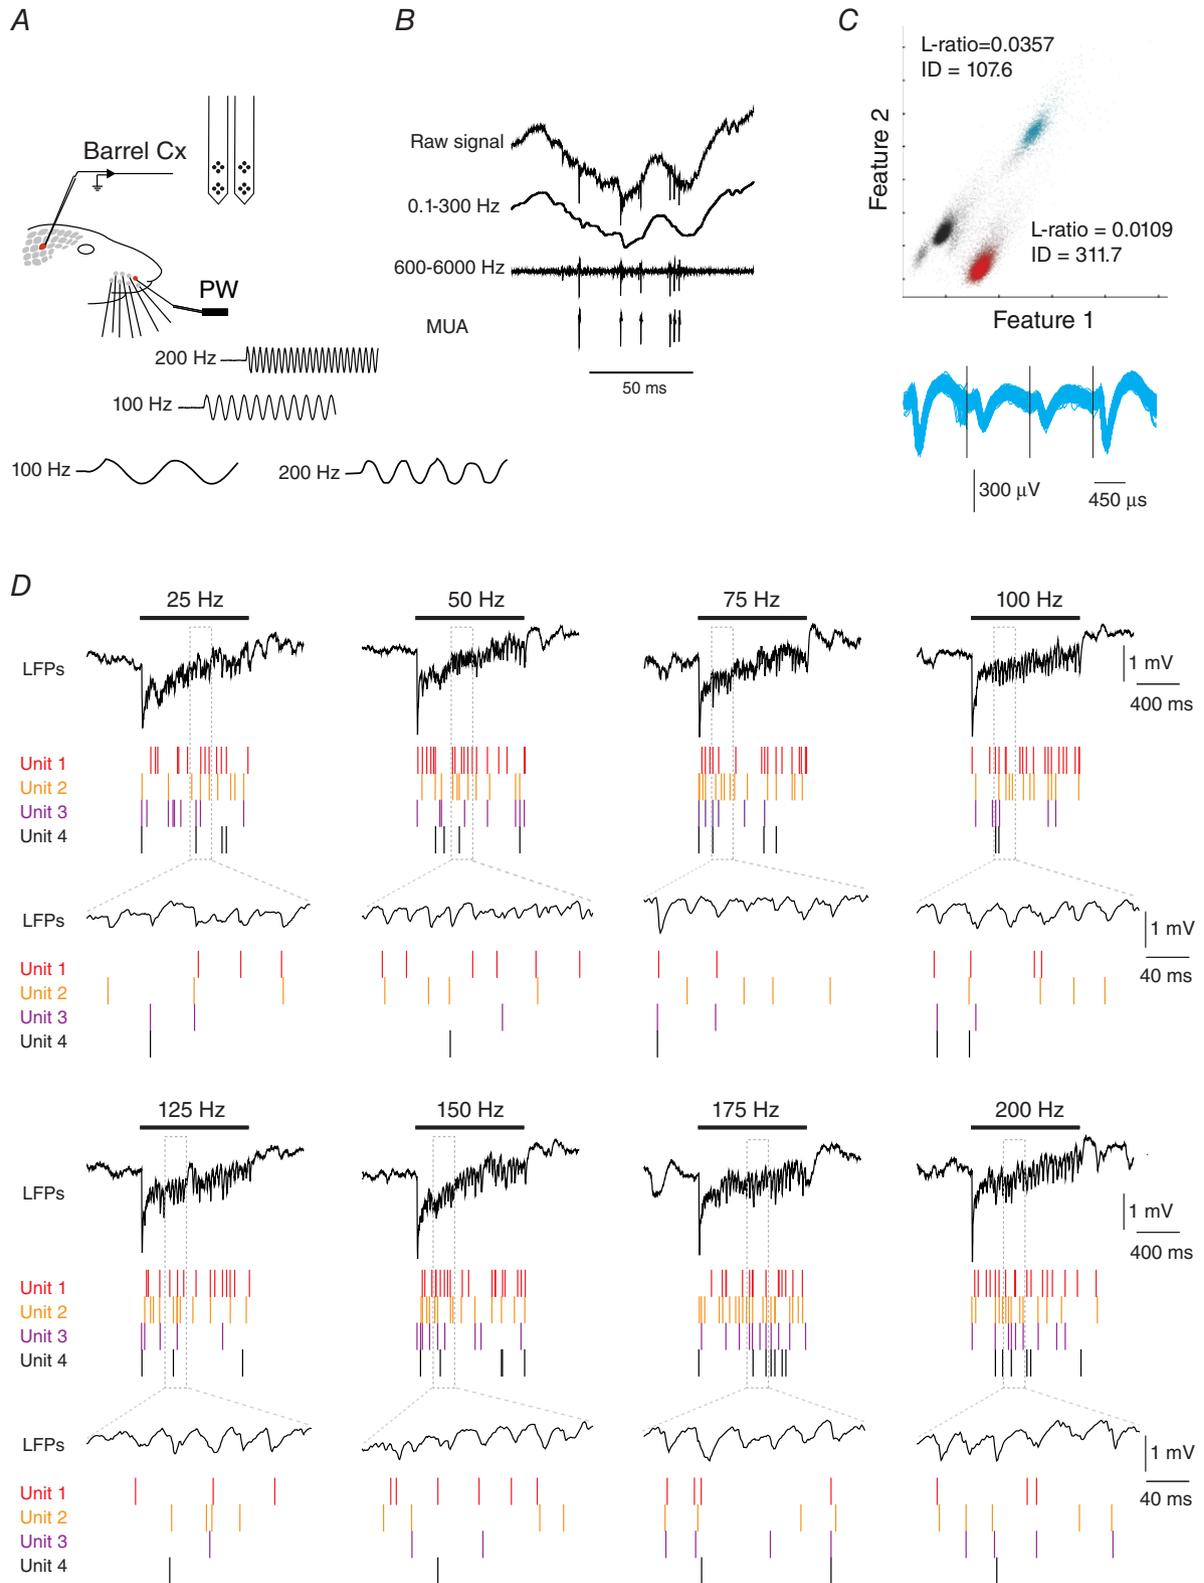 A
B
C
Barrel Cx
PW
200 Hz
100 Hz
100 Hz
200 Hz
Raw signal
0.1-300 Hz
600-6000 Hz
MUA
50 ms
L-ratio=0.0357
ID = 107.6
Feature 2
L-ratio = 0.0109
ID = 311.7
Feature 1
300 µV
450 µs
D
25 Hz
50 Hz
75 Hz
100 Hz
LFPs
1 mV
400 ms
Unit 1
Unit 2
Unit 3
Unit 4
LFPs
1 mV
40 ms
Unit 1
Unit 2
Unit 3
Unit 4
125 Hz
150 Hz
175 Hz
200 Hz
LFPs
1 mV
400 ms
Unit 1
Unit 2
Unit 3
Unit 4
LFPs
1 mV
40 ms
Unit 1
Unit 2
Unit 3
Unit 4